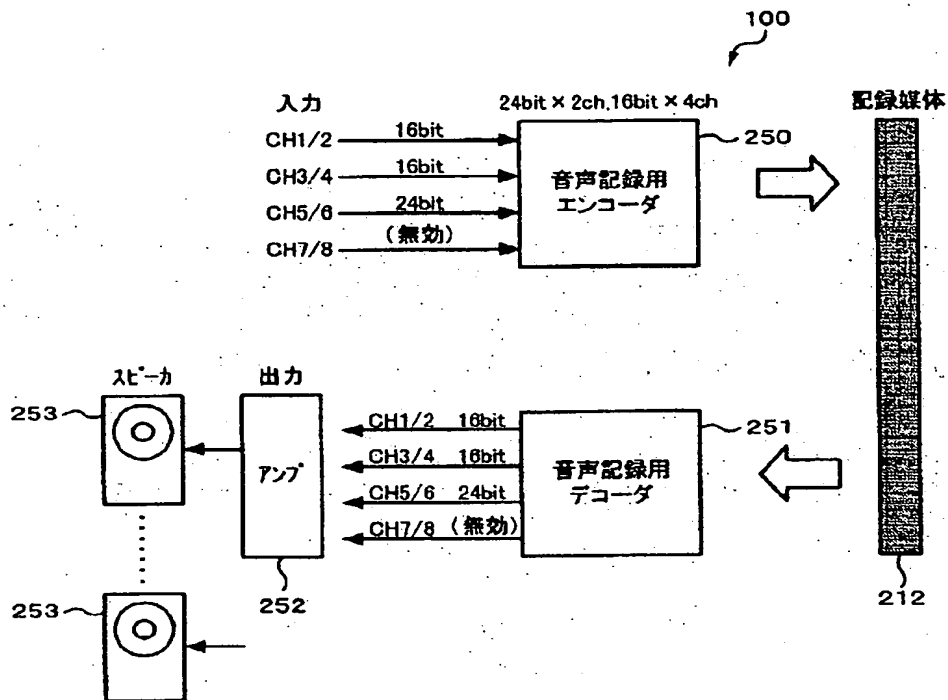 100
入力
24bit × 2ch,16bit × 4ch
記録媒体
CH1/2
16bit
250
CH3/4
16bit
音声記録用
エンコーダ
CH5/6
24bit
CH7/8
(無効)
スピーカ
出力
253
CH1/2 16bit
251
アンプ
CH3/4 16bit
音声記録用
デコーダ
CH5/6 24bit
CH7/8 (無効)
252
212
253